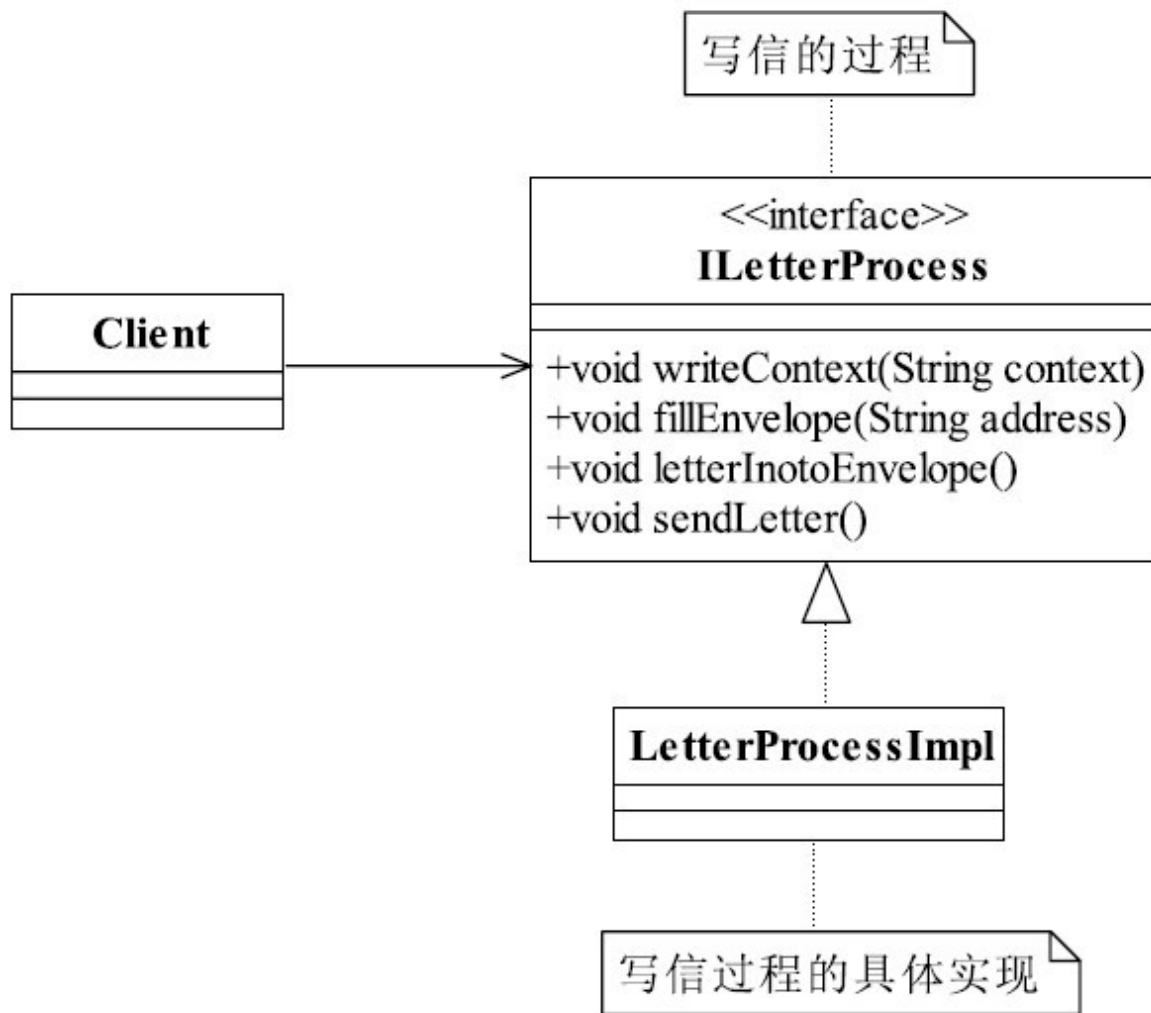 写信的过程
<<interface>>
ILetterProcess
Client
+void writeContext(String context)
+void fillEnvelope(String address)
+void letterInotoEnvelope()
+void sendLetter()
LetterProcessImpl
写信过程的具体实现